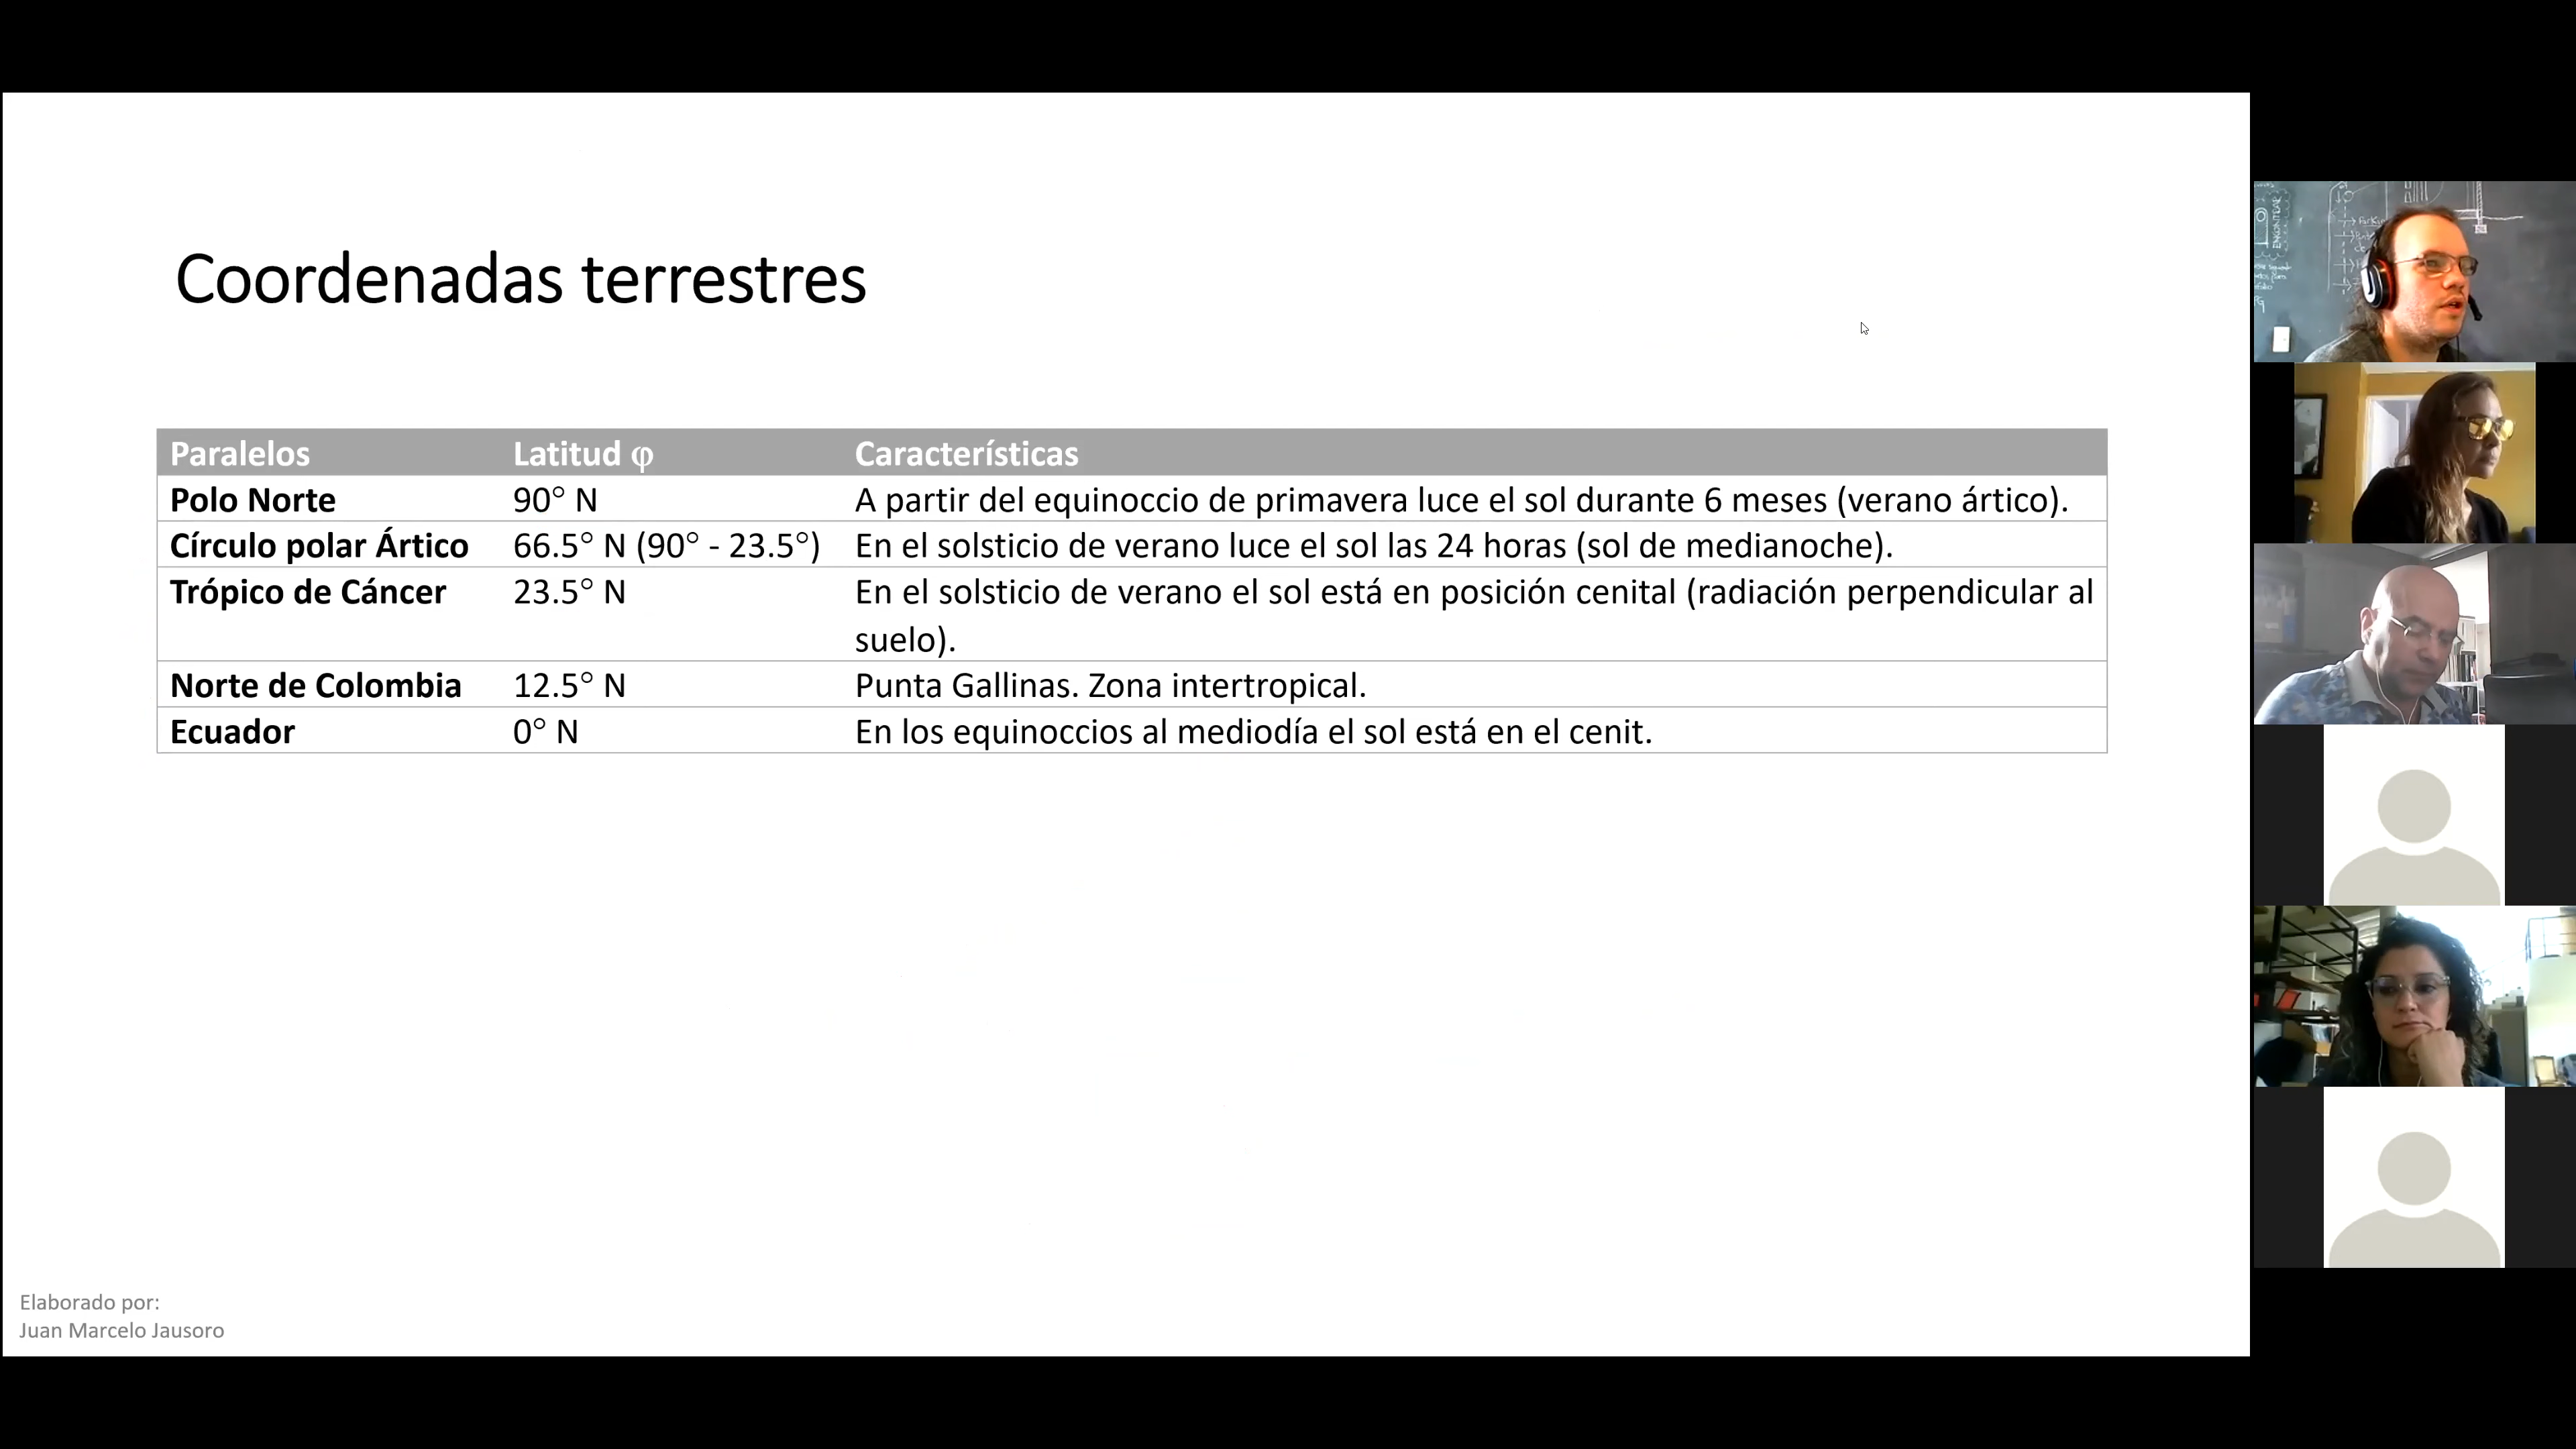 Coordenadas terrestres
Paralelos Latitud φ Características
Polo Norte 90° N A partir del equinoccio de primavera luce el sol durante 6 meses (verano ártico).
Círculo polar Ártico 66.5° N (90° - 23.5°) En el solsticio de verano luce el sol las 24 horas (sol de medianoche).
Trópico de Cáncer 23.5° N En el solsticio de verano el sol está en posición cenital (radiación perpendicular al
suelo).
Norte de Colombia 12.5° N Punta Gallinas. Zona intertropical.
Ecuador 0° N En los equinoccios al mediodía el sol está en el cenit.
Elaborado por:
Juan Marcelo Jausoro